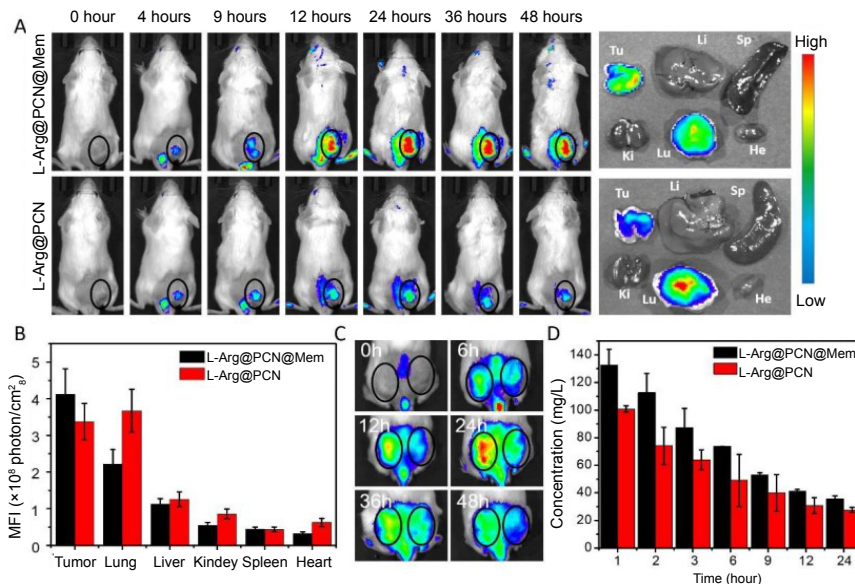 A
0 hour 4 hours 9 hours 12 hours 24 hours 36 hours 48 hours
L-Arg@PCN@Mem
L-Arg@PCN
Tu Li Sp
Ki Lu He
Tu Li Sp
Ki Lu He
High
Low
B
MFI (×10⁸ photon/cm²₈)
5
4
3
2
1
0
L-Arg@PCN@Mem
L-Arg@PCN
Tumor Lung Liver Kindey Spleen Heart
C
0h 6h
12h 24h
36h 48h
D
Concentration (mg/L)
140
120
100
80
60
40
20
0
L-Arg@PCN@Mem
L-Arg@PCN
1 2 3 6 9 12 24
Time (hour)